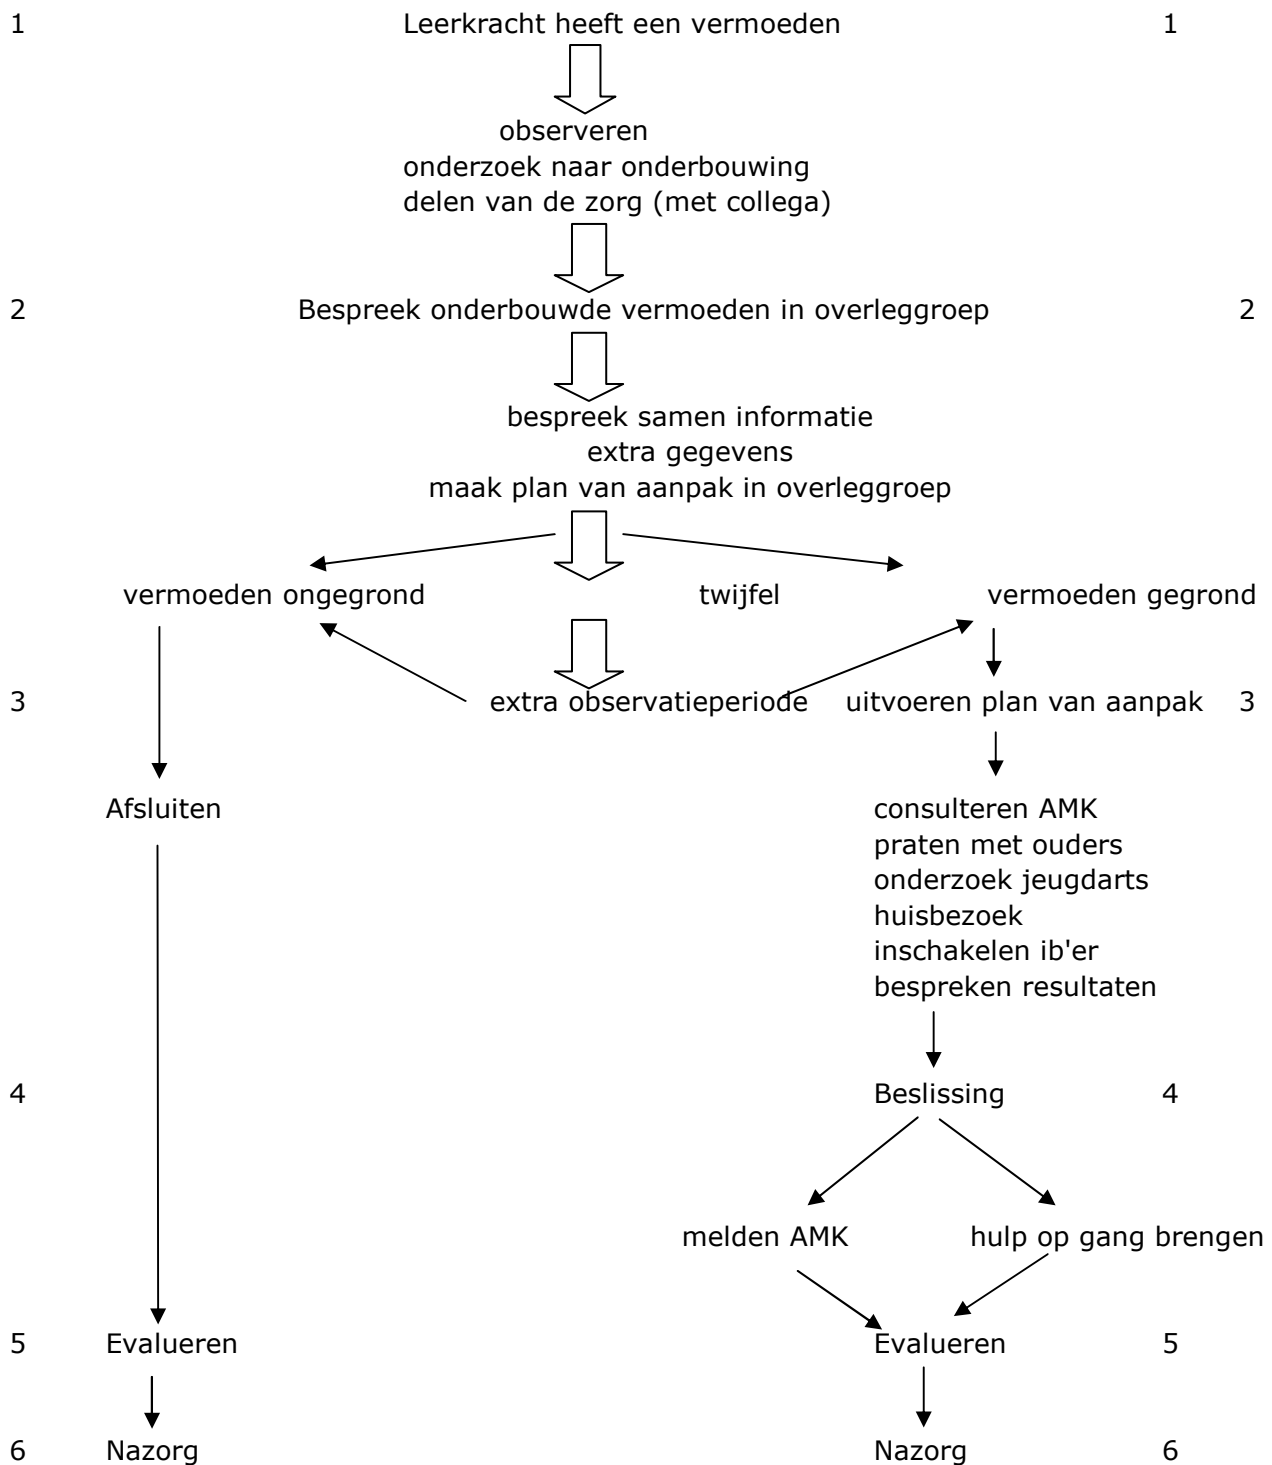 1 Leerkracht heeft een vermoeden 1
observeren
onderzoek naar onderbouwing
delen van de zorg (met collega)
2 Bespreek onderbouwde vermoeden in overleggroep 2
bespreek samen informatie
extra gegevens
maak plan van aanpak in overleggroep
vermoeden ongegrond twijfel vermoeden gegrond
3 extra observatieperiode uitvoeren plan van aanpak 3
Afsluiten consulteren AMK
praten met ouders
onderzoek jeugdarts
huisbezoek
inschakelen ib'er
bespreken resultaten
4 Beslissing 4
melden AMK hulp op gang brengen
5 Evalueren Evalueren 5
6 Nazorg Nazorg 6